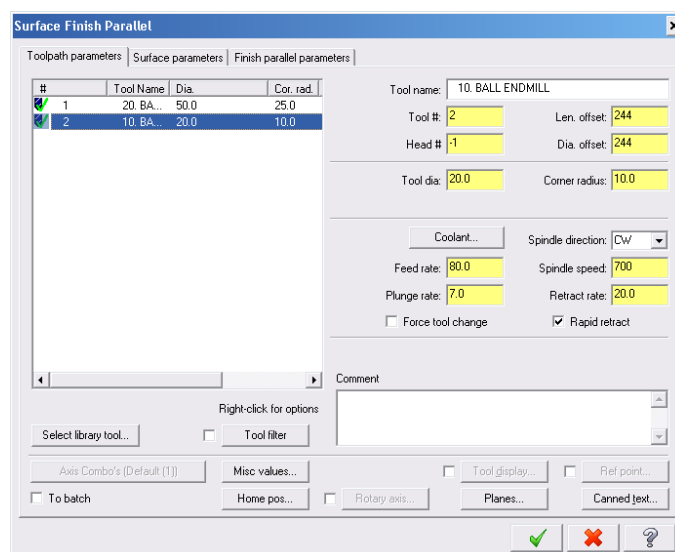 Surface Finish Parallel
Toolpath parameters Surface parameters Finish parallel parameters
# Tool Name Dia. Cor. rad.
1 20. BA... 50.0 25.0
2 10. BA... 20.0 10.0
Tool name: 10. BALL ENDMILL
Tool #: 2 Len. offset: 244
Head # -1 Dia. offset: 244
Tool dia: 20.0 Corner radius: 10.0
Coolant... Spindle direction: CW
Feed rate: 80.0 Spindle speed: 700
Plunge rate: 7.0 Retract rate: 20.0
Force tool change Rapid retract
Comment
Right-click for options
Select library tool... Tool filter
Axis Combo's (Default (1)) Misc values... Tool display... Ref point...
To batch Home pos... Rotary axis... Planes... Canned text...